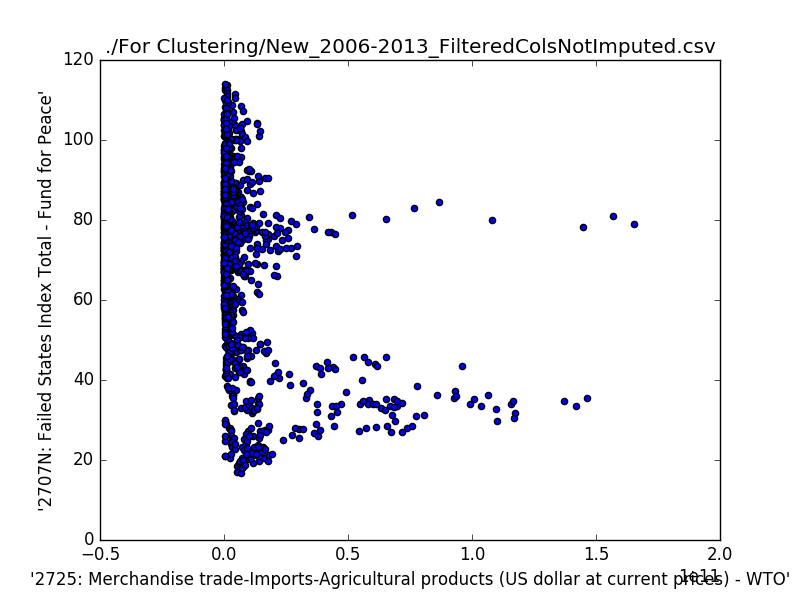 ./For Clustering/New_2006-2013_FilteredColsNotImputed.csv
120
100
80
60
40
20
0
'2707N: Failed States Index Total - Fund for Peace'
−0.5 0.0 0.5 1.0 1.5 2.0
1e11
'2725: Merchandise trade-Imports-Agricultural products (US dollar at current prices) - WTO'